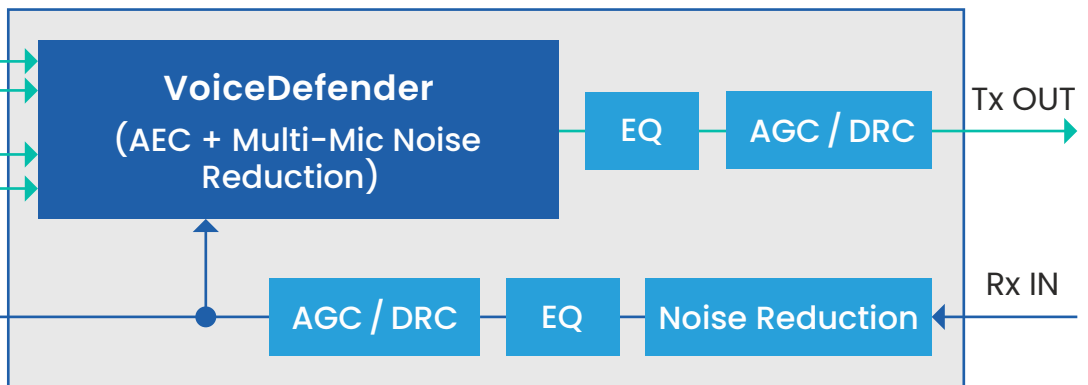 VoiceDefender
(AEC + Multi-Mic Noise
Reduction)
EQ
AGC / DRC
Tx OUT
AGC / DRC
EQ
Noise Reduction
Rx IN